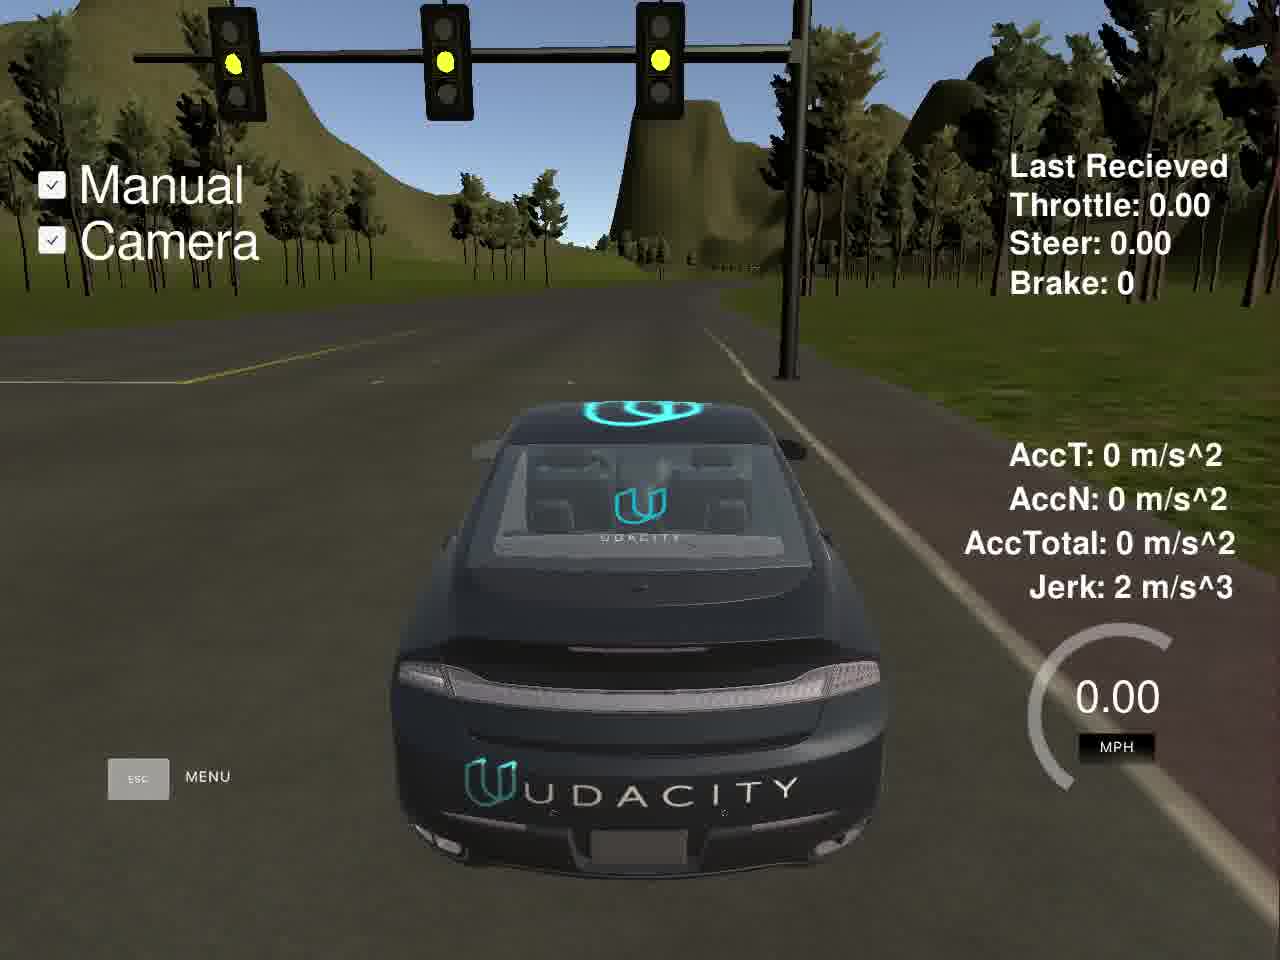 Manual
Camera
Last Recieved
Throttle: 0.00
Steer: 0.00
Brake: 0
AccT: 0 m/s^2
AccN: 0 m/s^2
AccTotal: 0 m/s^2
Jerk: 2 m/s^3
0.00
MPH
UDACITY
ESC MENU
UDACITY